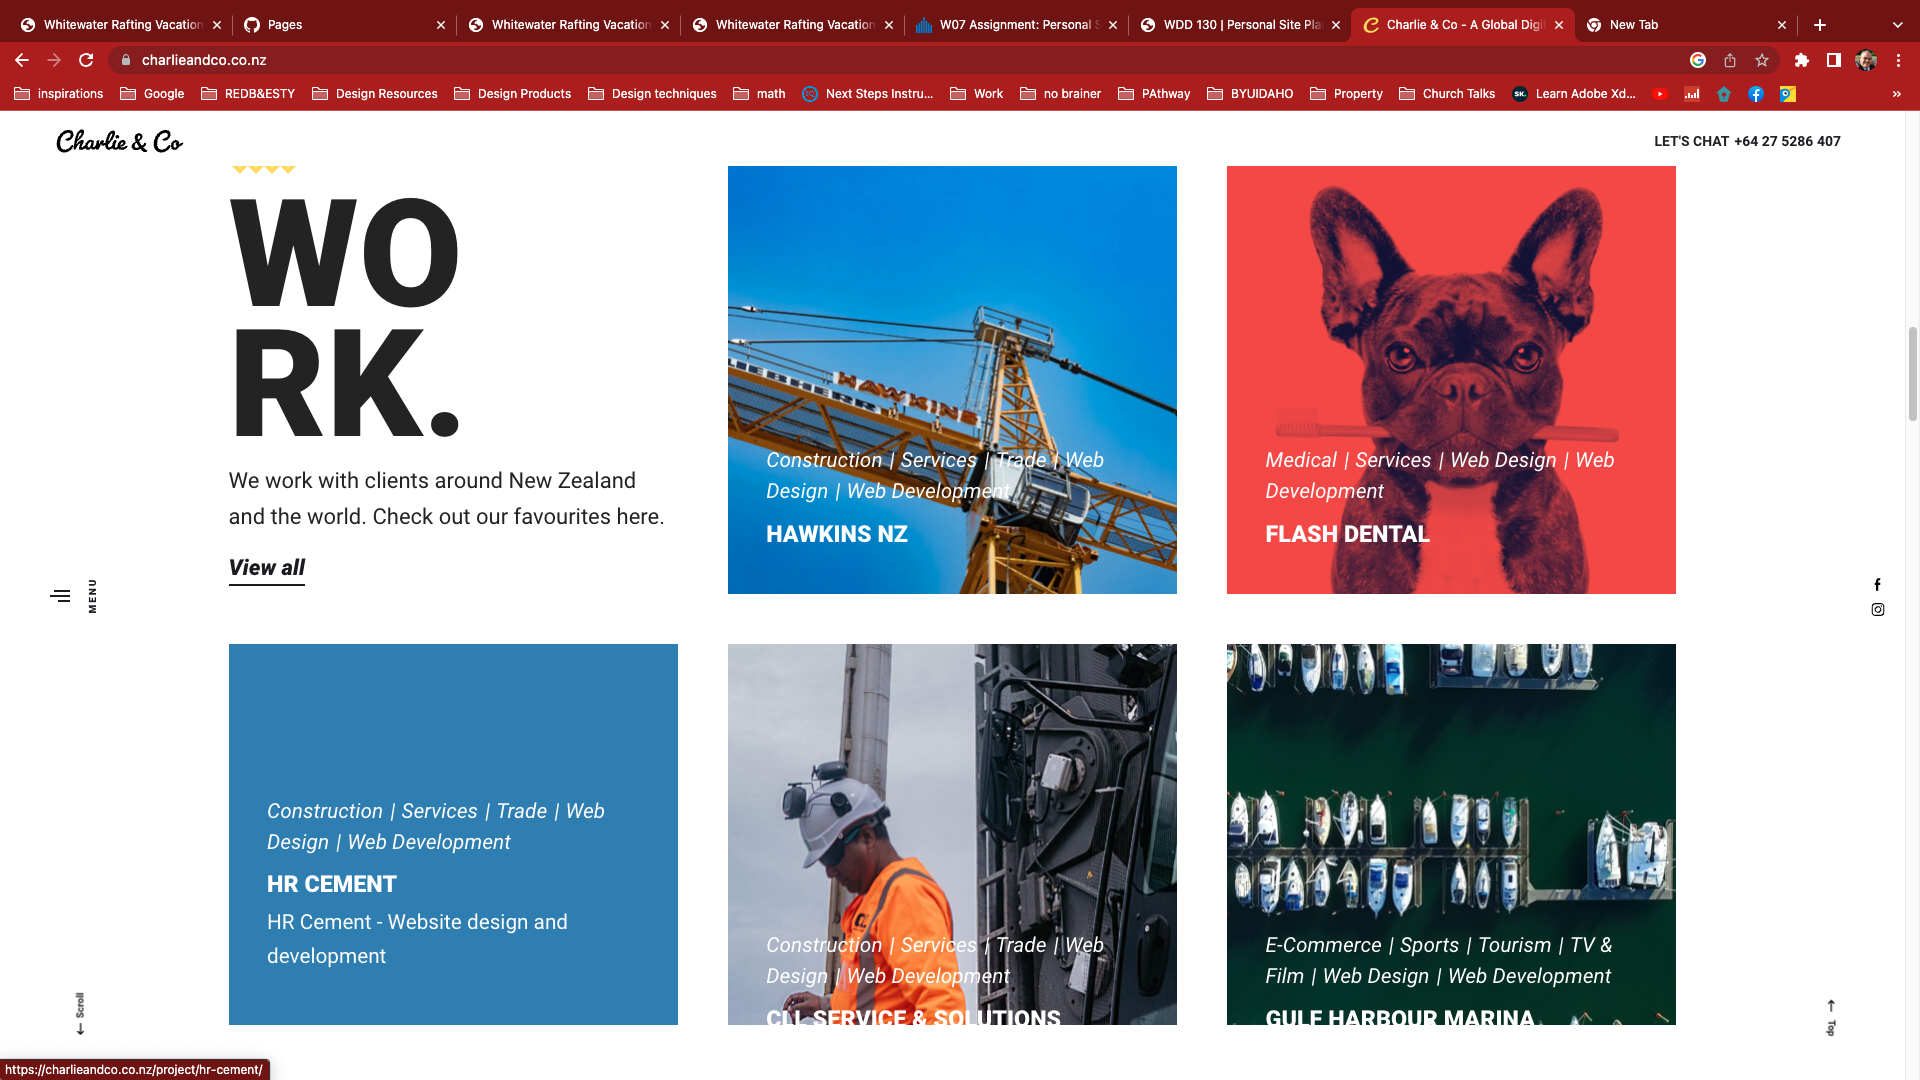 Whitewater Rafting Vacation
Pages
Whitewater Rafting Vacation
Whitewater Rafting Vacation
W07 Assignment: Personal S
WDD 130 | Personal Site Pla
Charlie & Co - A Global Digi
New Tab
charlieandco.co.nz
inspirations
Google
REDB&ESTY
Design Resources
Design Products
Design techniques
math
Next Steps Instru...
Work
no brainer
PAthway
BYUIDAHO
Property
Church Talks
SK.
Learn Adobe Xd...
»
Charlie & Co
LET'S CHAT +64 27 5286 407
WO
RK.
We work with clients around New Zealand
and the world. Check out our favourites here.
View all
MENU
LIEBHERR
HAWKINS
Construction | Services | Trade | Web
Design | Web Development
HAWKINS NZ
Medical | Services | Web Design | Web
Development
FLASH DENTAL
Construction | Services | Trade | Web
Design | Web Development
HR CEMENT
HR Cement - Website design and
development
Construction | Services | Trade | Web
Design | Web Development
CLL SERVICE & SOLUTIONS
E-Commerce | Sports | Tourism | TV &
Film | Web Design | Web Development
GULF HARBOUR MARINA
Scroll
Top
https://charlieandco.co.nz/project/hr-cement/